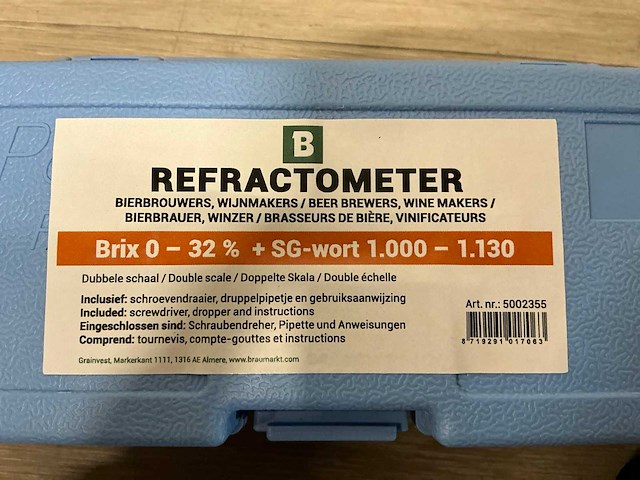 B
REFRACTOMETER
BIERBROUWERS, WIJNMAKERS / BEER BREWERS, WINE MAKERS /
BIERBRAUER, WINZER / BRASSEURS DE BIÈRE, VINIFICATEURS
Brix 0 – 32 % + SG-wort 1.000 – 1.130
Dubbele schaal / Double scale / Doppelte Skala / Double échelle
Inclusief: schroevendraaier, druppelpipetje en gebruiksaanwijzing
Included: screwdriver, dropper and instructions
Eingeschlossen sind: Schraubendreher, Pipette und Anweisungen
Comprend: tournevis, compte-gouttes et instructions
Art. nr.: 5002355
8 719291 017063
Grainvest, Markerkant 1111, 1316 AE Almere, www.braumarkt.com